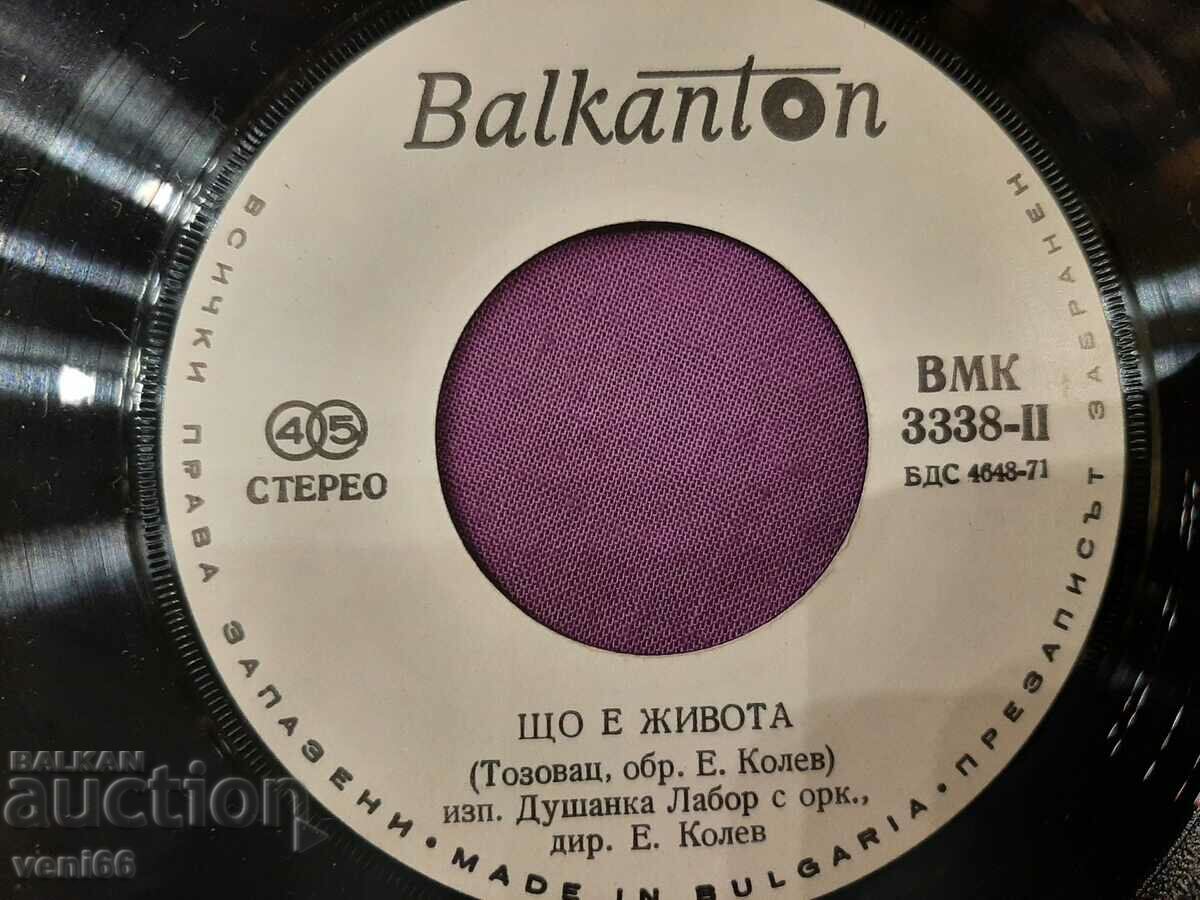 Balkanton
ВСИЧКИ ПРАВА ЗАПАЗЕНИ • MADE IN BULGARIA • ПРЕЗАПИСЪТ ЗАБРАНЕН
45
СТЕРЕО
ВМК
3338-II
БДС 4648-71
ЩО Е ЖИВОТА
(Тозовац, обр. Е. Колев)
изп. Душанка Лабор с орк.,
дир. Е. Колев
BALKAN
auction
veni66